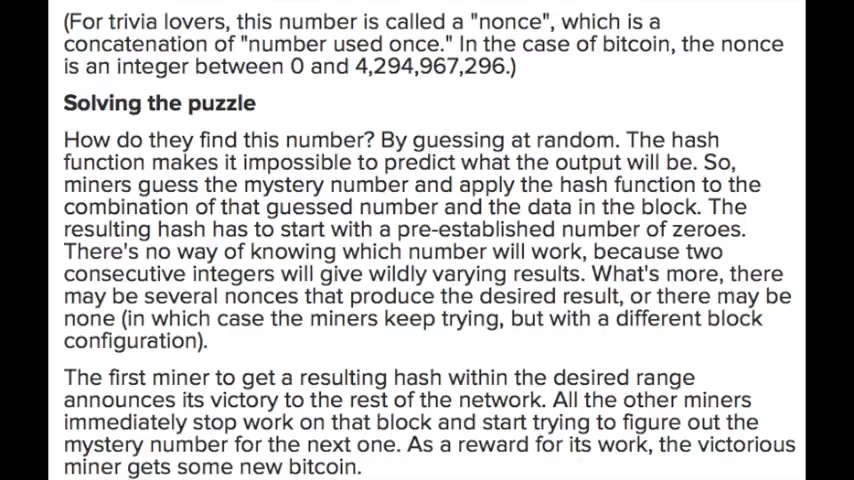 (For trivia lovers, this number is called a "nonce", which is a
concatenation of "number used once." In the case of bitcoin, the nonce
is an integer between 0 and 4,294,967,296.)
Solving the puzzle
How do they find this number? By guessing at random. The hash
function makes it impossible to predict what the output will be. So,
miners guess the mystery number and apply the hash function to the
combination of that guessed number and the data in the block. The
resulting hash has to start with a pre-established number of zeroes.
There's no way of knowing which number will work, because two
consecutive integers will give wildly varying results. What's more, there
may be several nonces that produce the desired result, or there may be
none (in which case the miners keep trying, but with a different block
configuration).
The first miner to get a resulting hash within the desired range
announces its victory to the rest of the network. All the other miners
immediately stop work on that block and start trying to figure out the
mystery number for the next one. As a reward for its work, the victorious
miner gets some new bitcoin.